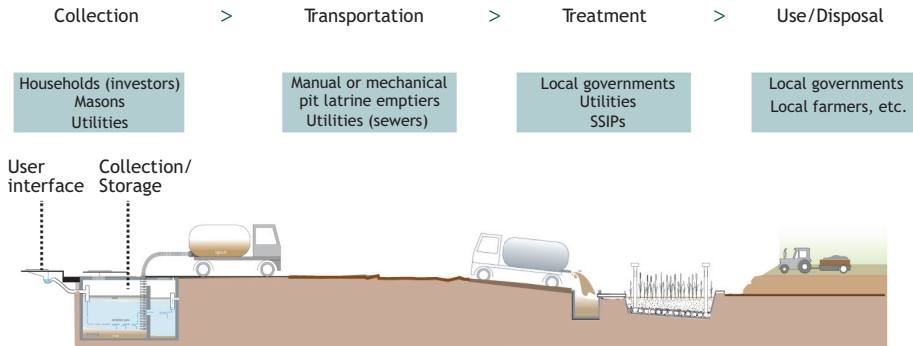 Collection > Transportation > Treatment > Use/Disposal
Households (investors)
Masons
Utilities
Manual or mechanical
pit latrine emptiers
Utilities (sewers)
Local governments
Utilities
SSIPs
Local governments
Local farmers, etc.
User
interface
Collection/
Storage